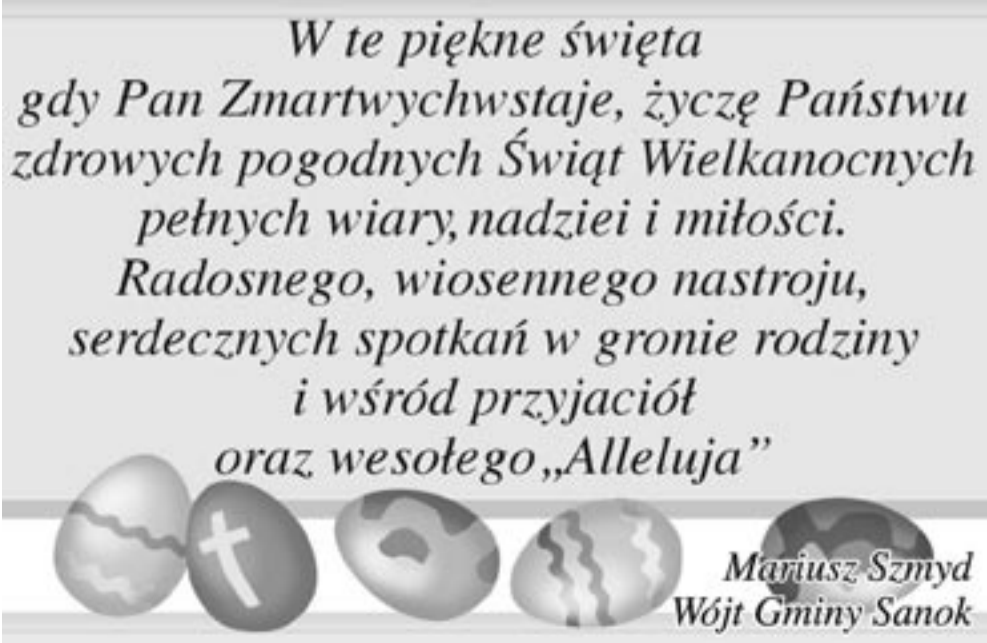 W te piękne święta
gdy Pan Zmartwychwstaje, życzę Państwu
zdrowych pogodnych Świąt Wielkanocnych
pełnych wiary, nadziei i miłości.
Radosnego, wiosennego nastroju,
serdecznych spotkań w gronie rodziny
i wśród przyjaciół
oraz wesołego „Alleluja”
Mariusz Szmyd
Wójt Gminy Sanok